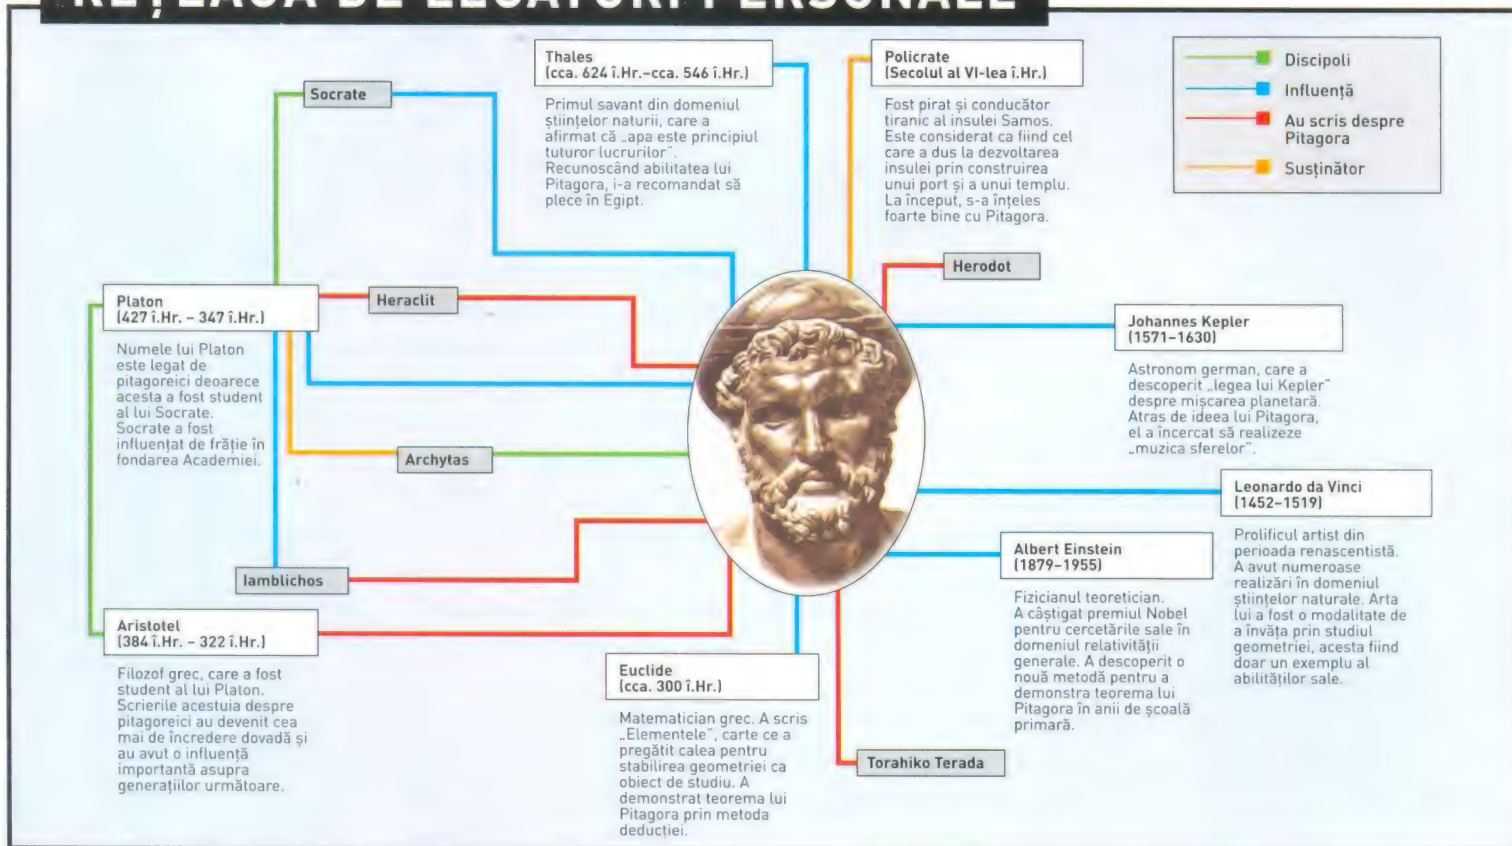 REȚEAUA DE LEGĂTURI PERSONALE
Thales
(cca. 624 î.Hr.–cca. 546 î.Hr.)
Primul savant din domeniul
științelor naturii, care a
afirmat că „apa este principiul
tuturor lucrurilor”.
Recunoscând abilitatea lui
Pitagora, i-a recomandat să
plece în Egipt.
Policrate
(Secolul al VI-lea î.Hr.)
Fost pirat și conducător
tiranic al insulei Samos.
Este considerat ca fiind cel
care a dus la dezvoltarea
insulei prin construirea
unui port și a unui templu.
La început, s-a înțeles
foarte bine cu Pitagora.
Discipoli
Influență
Au scris despre
Pitagora
Susținător
Socrate
Herodot
Platon
(427 î.Hr. – 347 î.Hr.)
Numele lui Platon
este legat de
pitagoreici deoarece
acesta a fost student
al lui Socrate.
Socrate a fost
influențat de frăție în
fondarea Academiei.
Heraclit
Johannes Kepler
(1571–1630)
Astronom german, care a
descoperit „legea lui Kepler”
despre mișcarea planetară.
Atras de ideea lui Pitagora,
el a încercat să realizeze
„muzica sferelor”.
Archytas
Leonardo da Vinci
(1452–1519)
Prolificul artist din
perioada renascentistă.
A avut numeroase
realizări în domeniul
științelor naturale. Arta
lui a fost o modalitate de
a învăța prin studiul
geometriei, acesta fiind
doar un exemplu al
abilităților sale.
Albert Einstein
(1879–1955)
Fizicianul teoretician.
A câștigat premiul Nobel
pentru cercetările sale în
domeniul relativității
generale. A descoperit o
nouă metodă pentru a
demonstra teorema lui
Pitagora în anii de școală
primară.
Iamblichos
Aristotel
(384 î.Hr. – 322 î.Hr.)
Filozof grec, care a fost
student al lui Platon.
Scrierile acestuia despre
pitagoreici au devenit cea
mai de încredere dovadă și
au avut o influență
importantă asupra
generațiilor următoare.
Euclide
(cca. 300 î.Hr.)
Matematician grec. A scris
„Elementele”, carte ce a
pregătit calea pentru
stabilirea geometriei ca
obiect de studiu. A
demonstrat teorema lui
Pitagora prin metoda
deducției.
Torahiko Terada